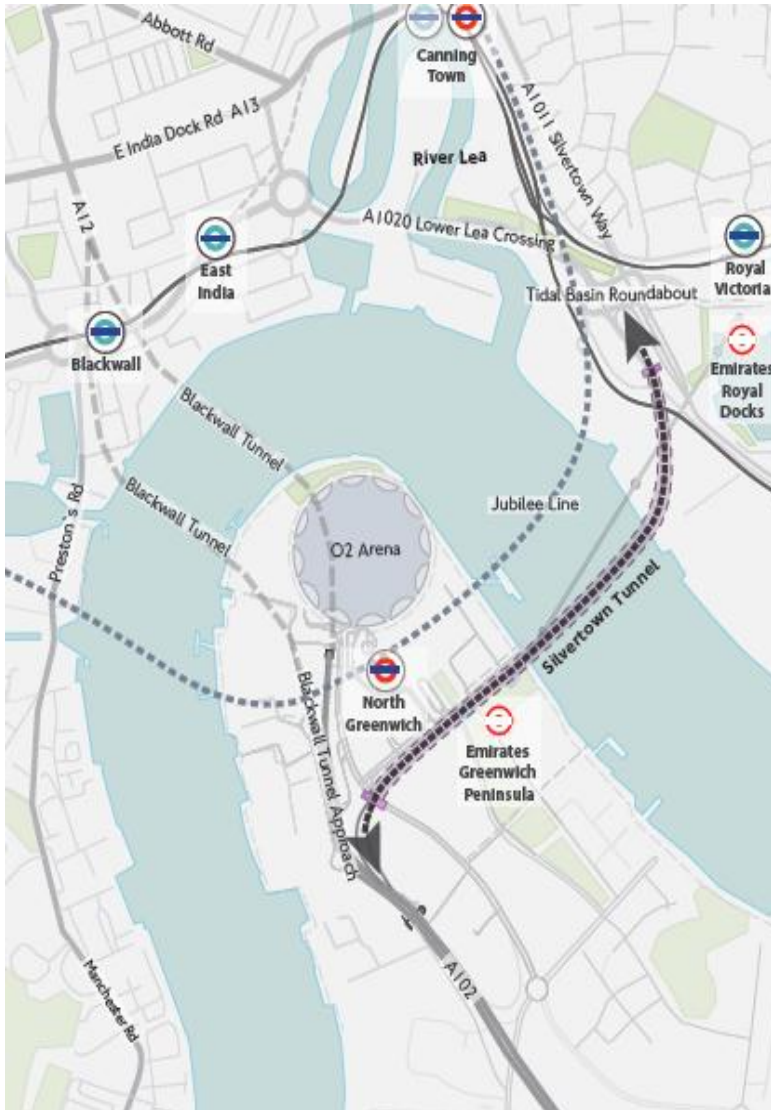 Abbott Rd
Canning
Town
E India Dock Rd A13
A1011 Silvertown Way
River Lea
A12
A1020 Lower Lea Crossing
East
India
Royal
Victoria
Tidal Basin Roundabout
Blackwall
Emirates
Royal
Docks
Blackwall Tunnel
Blackwall Tunnel
Preston`s Rd
Jubilee Line
O2 Arena
Silvertown Tunnel
North
Greenwich
Blackwall Tunnel Approach
Emirates
Greenwich
Peninsula
A102
Manchester Rd